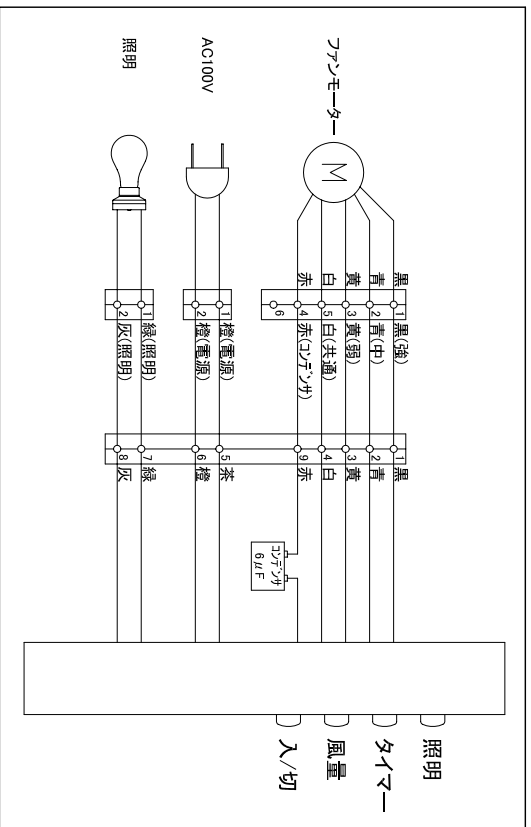 ファンモーター
M
黒 1 黒(強) 1 黒
青 2 青(中) 2 青
黄 3 黄(弱) 3 黄
白 5 白(共通) 4 白
赤 4 赤(コンデンサ) 9 赤
6
コンデンサ
6μF
AC100V
1 橙(電源) 5 茶
2 橙(電源) 6 橙
照明
1 緑(照明) 7 緑
2 灰(照明) 8 灰
照明
タイマー
風量
入/切